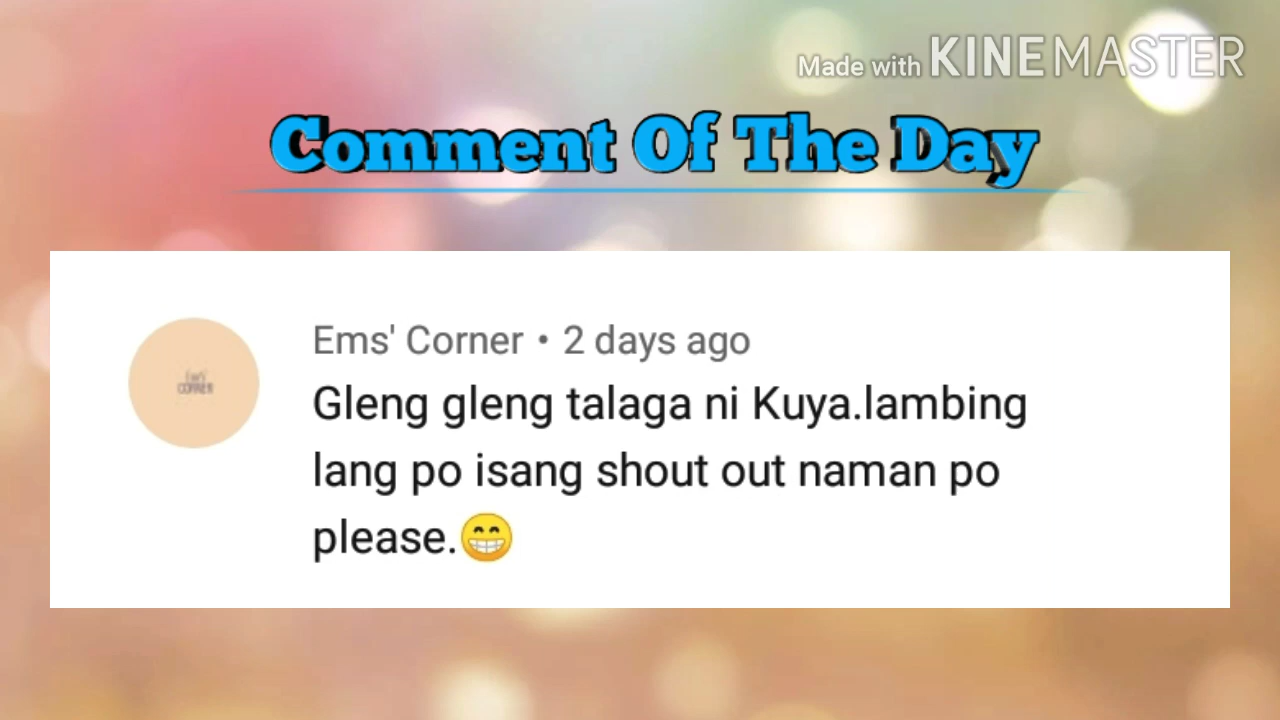 Made with KINEMASTER
Comment Of The Day
Ems' Corner • 2 days ago
Gleng gleng talaga ni Kuya.lambing
lang po isang shout out naman po
please.😁